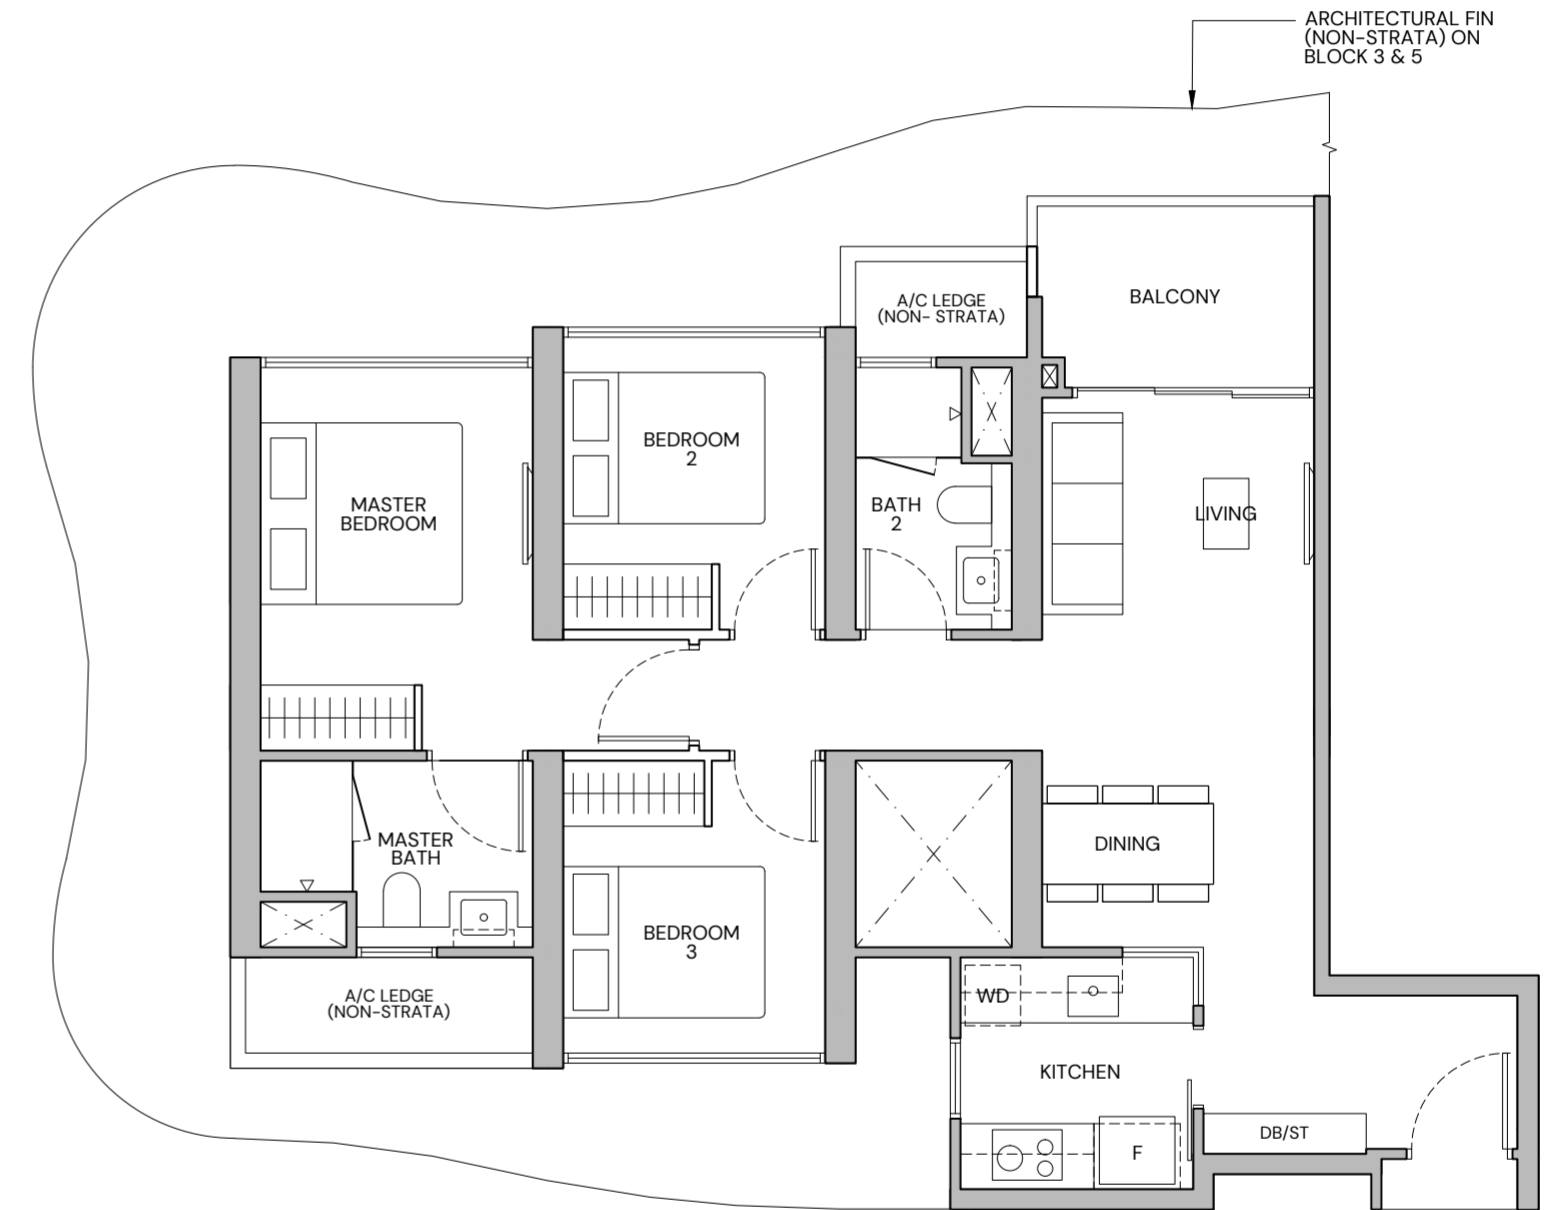 ARCHITECTURAL FIN
(NON-STRATA) ON
BLOCK 3 & 5
BALCONY
A/C LEDGE
(NON- STRATA)
BEDROOM
2
MASTER
BEDROOM
BATH
2
LIVING
MASTER
BATH
DINING
BEDROOM
3
A/C LEDGE
(NON-STRATA)
WD
KITCHEN
DB/ST
F